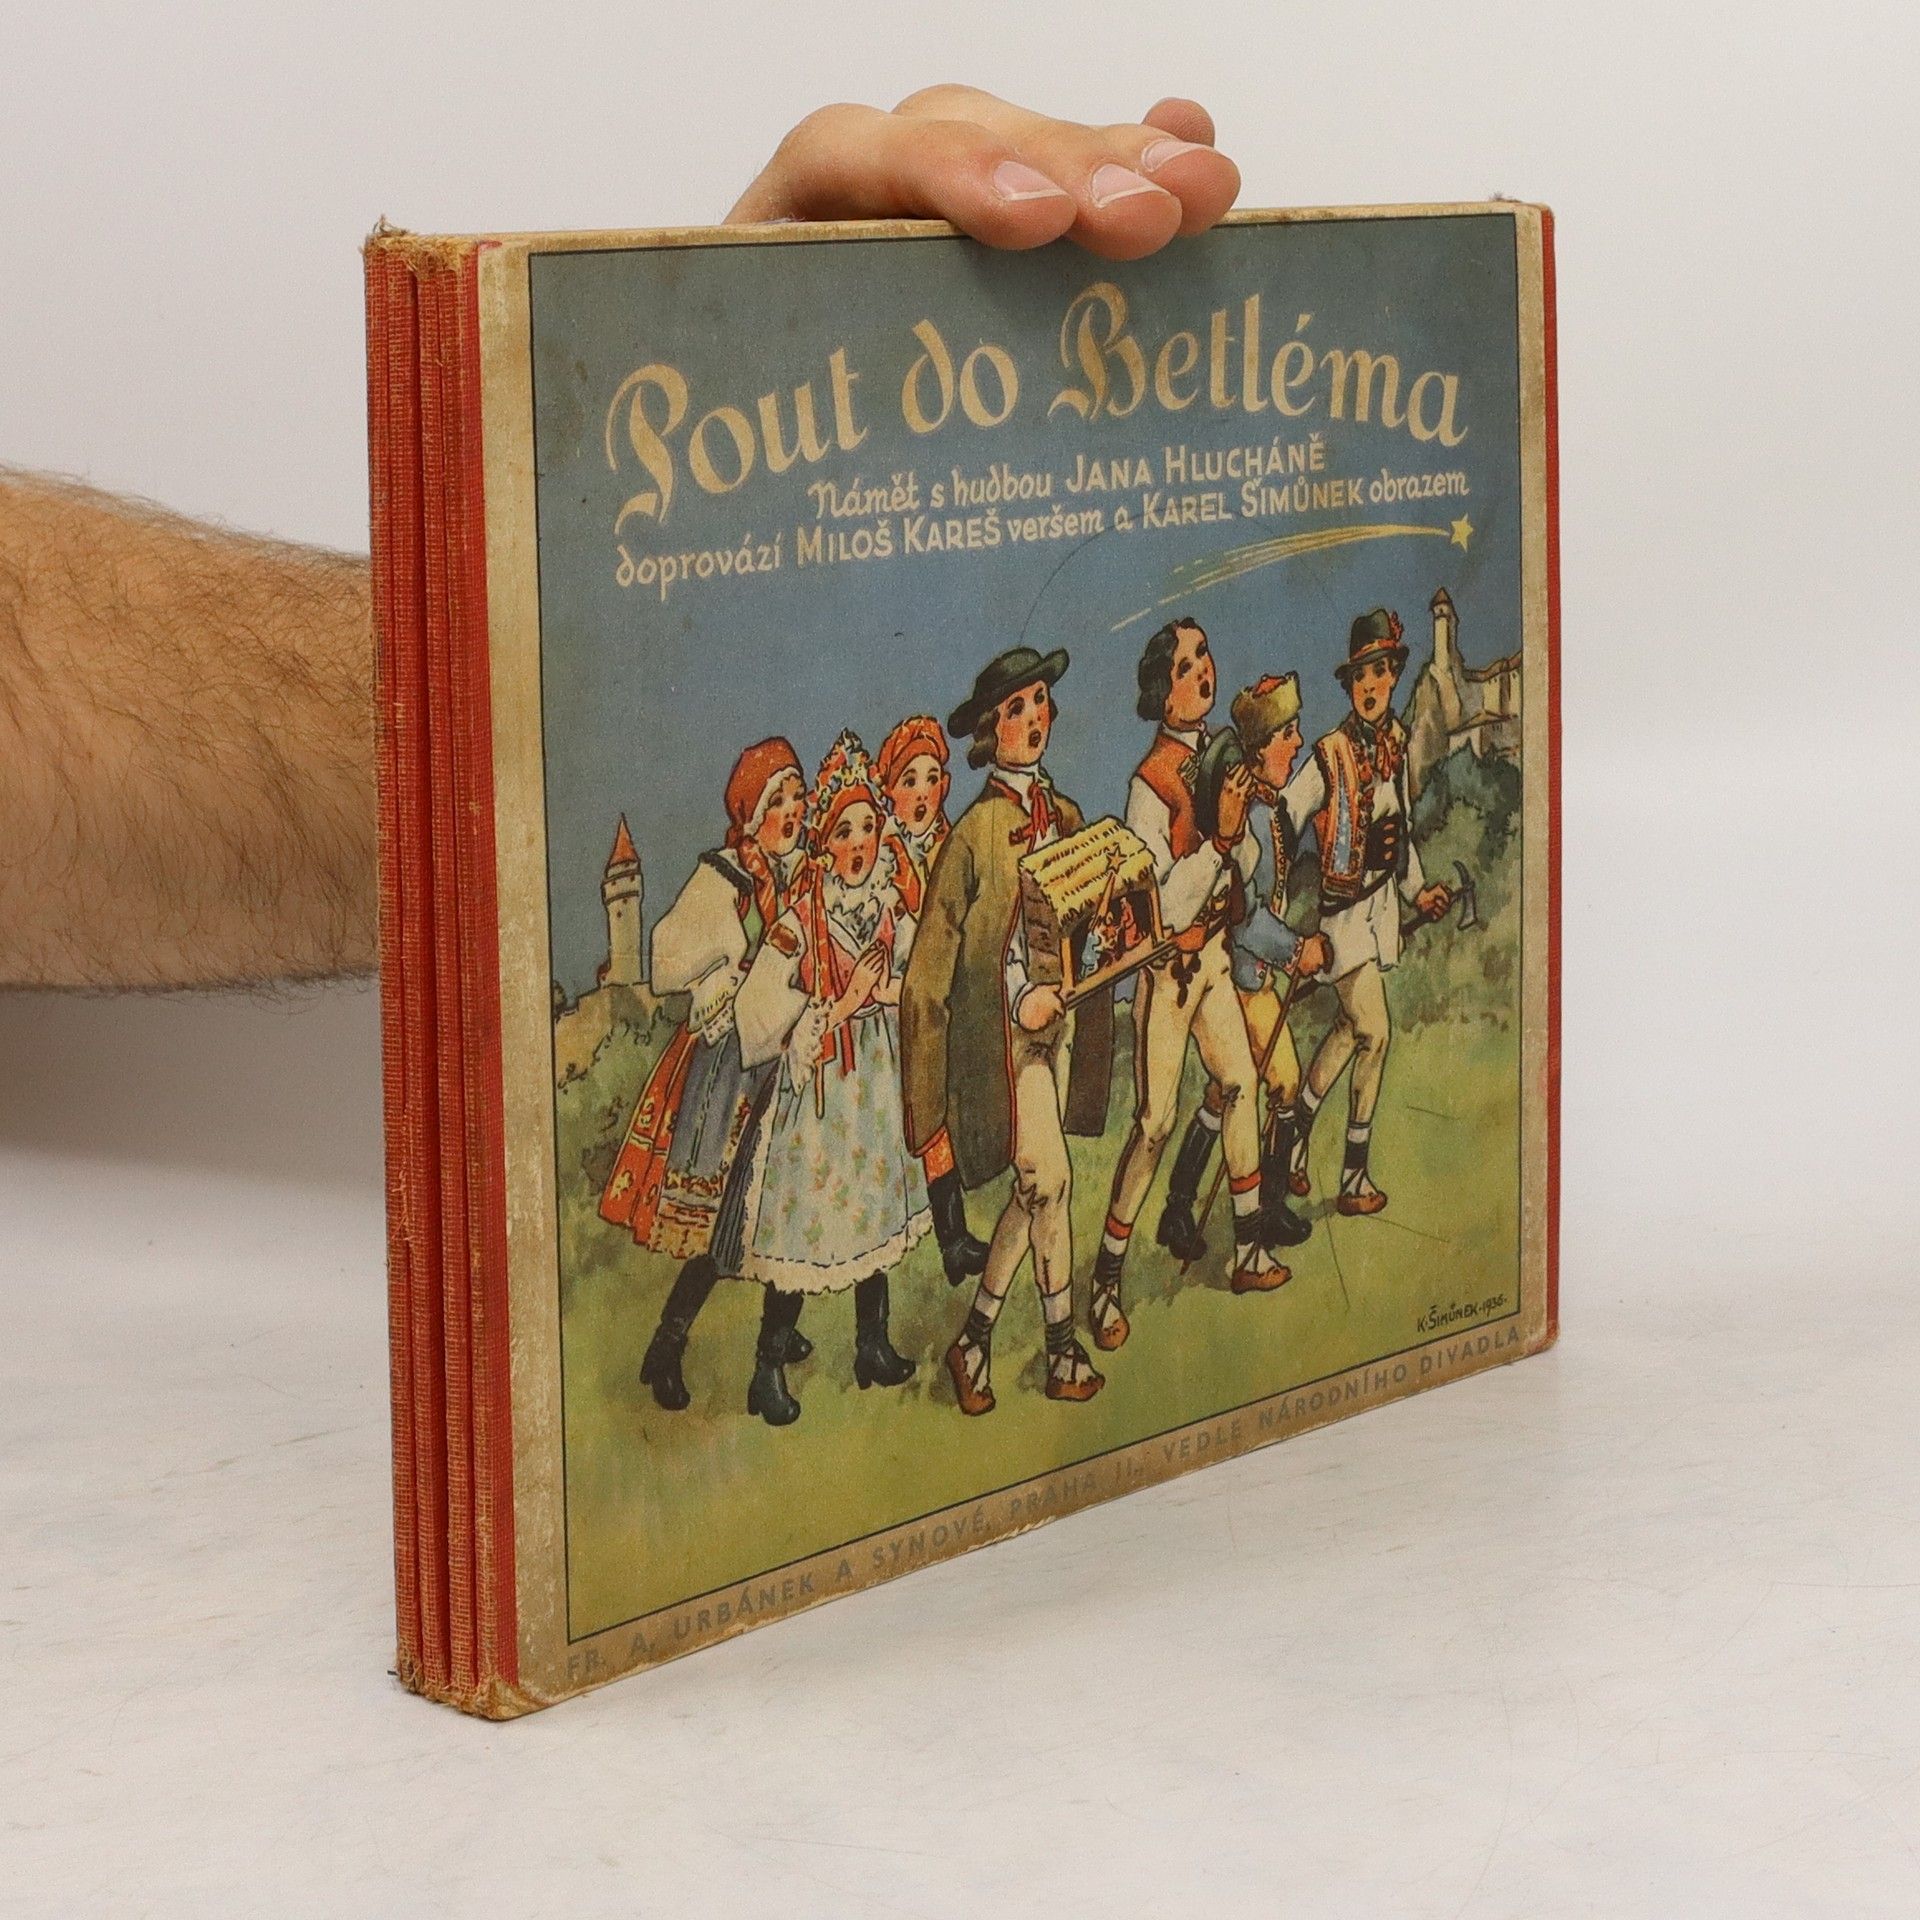 Pout do Betléma
Námět s hudbou JANA HLUCHÁNĚ
doprovází MILOŠ KAREŠ veršem a KAREL ŠIMŮNEK obrazem
K. ŠIMŮNEK·1936·
FR. A. URBÁNEK A SYNOVÉ, PRAHA II., VEDLE NÁRODNÍHO DIVADLA